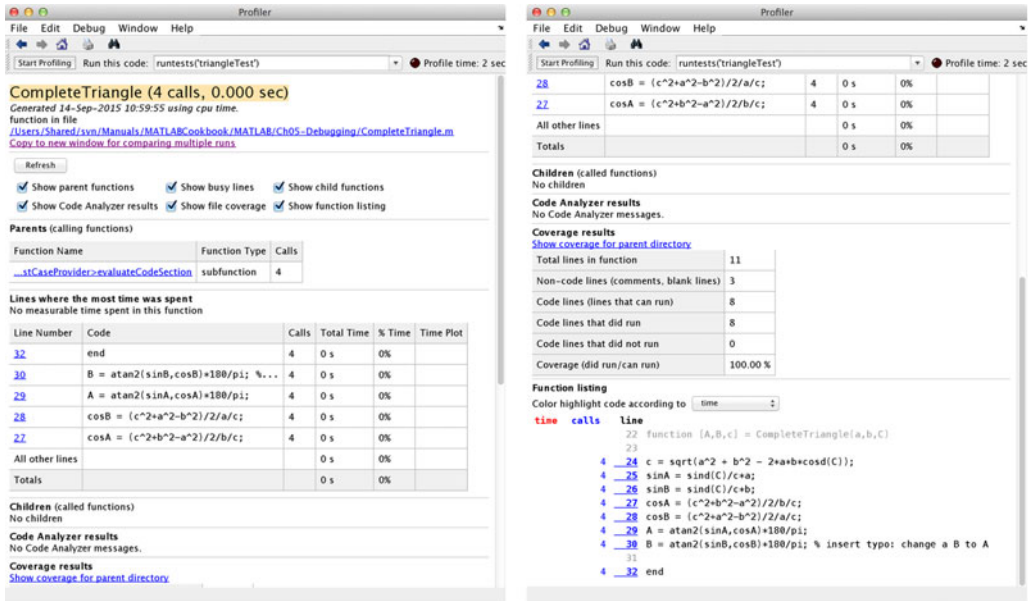 Profiler
File Edit Debug Window Help
Start Profiling Run this code: runtests('triangleTest') Profile time: 2 sec
CompleteTriangle (4 calls, 0.000 sec)
Generated 14-Sep-2015 10:59:55 using cpu time.
function in file
/Users/Shared/svn/Manuals/MATLABCookbook/MATLAB/Ch05-Debugging/CompleteTriangle.m
Copy to new window for comparing multiple runs
Refresh
Show parent functions Show busy lines Show child functions
Show Code Analyzer results Show file coverage Show function listing
Parents (calling functions)
Function Name Function Type Calls
...stCaseProvider>evaluateCodeSection subfunction 4
Lines where the most time was spent
No measurable time spent in this function
Line Number Code Calls Total Time % Time Time Plot
32 end 4 0 s 0%
30 B = atan2(sinB,cosB)*180/pi; %... 4 0 s 0%
29 A = atan2(sinA,cosA)*180/pi; 4 0 s 0%
28 cosB = (c^2+a^2-b^2)/2/a/c; 4 0 s 0%
27 cosA = (c^2+b^2-a^2)/2/b/c; 4 0 s 0%
All other lines 0 s 0%
Totals 0 s 0%
Children (called functions)
No children
Code Analyzer results
No Code Analyzer messages.
Coverage results
Show coverage for parent directory
Profiler
File Edit Debug Window Help
Start Profiling Run this code: runtests('triangleTest') Profile time: 2 sec
28 cosB = (c^2+a^2-b^2)/2/a/c; 4 0 s 0%
27 cosA = (c^2+b^2-a^2)/2/b/c; 4 0 s 0%
All other lines 0 s 0%
Totals 0 s 0%
Children (called functions)
No children
Code Analyzer results
No Code Analyzer messages.
Coverage results
Show coverage for parent directory
Total lines in function 11
Non-code lines (comments, blank lines) 3
Code lines (lines that can run) 8
Code lines that did run 8
Code lines that did not run 0
Coverage (did run/can run) 100.00 %
Function listing
Color highlight code according to time
time calls line
22 function [A,B,c] = CompleteTriangle(a,b,C)
23
4 24 c = sqrt(a^2 + b^2 - 2*a*b*cosd(C));
4 25 sinA = sind(C)/c*a;
4 26 sinB = sind(C)/c*b;
4 27 cosA = (c^2+b^2-a^2)/2/b/c;
4 28 cosB = (c^2+a^2-b^2)/2/a/c;
4 29 A = atan2(sinA,cosA)*180/pi;
4 30 B = atan2(sinB,cosB)*180/pi; % insert typo: change a B to A
31
4 32 end